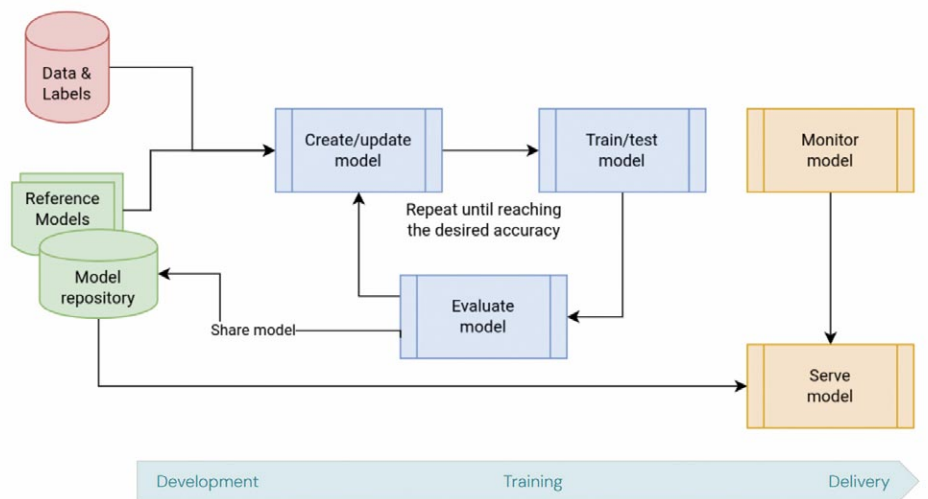 Data &
Labels
Create/update
model
Train/test
model
Monitor
model
Reference
Models
Repeat until reaching
the desired accuracy
Model
repository
Share model
Evaluate
model
Serve
model
Development
Training
Delivery